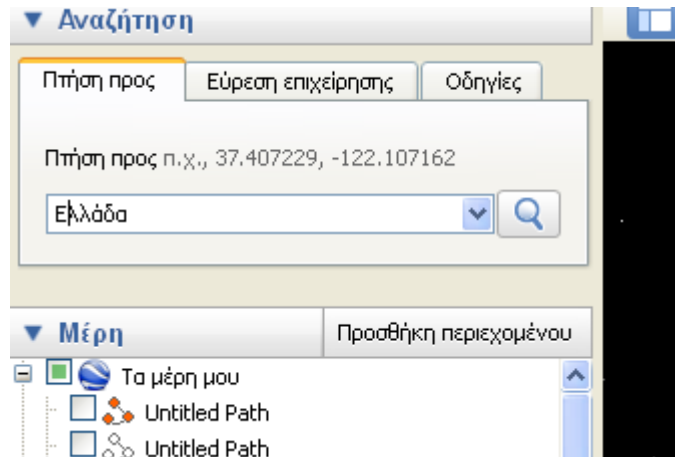 Αναζήτηση
Πτήση προς Εύρεση επιχείρησης Οδηγίες
Πτήση προς π.χ., 37.407229, -122.107162
Ελλάδα
Μέρη Προσθήκη περιεχομένου
Τα μέρη μου
Untitled Path
Untitled Path